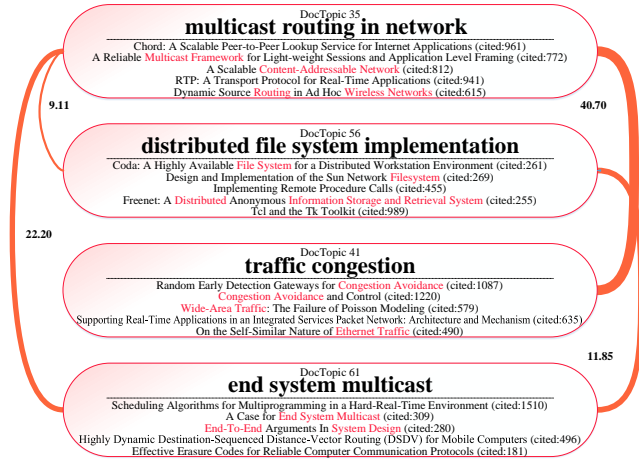 DocTopic 35
multicast routing in network
Chord: A Scalable Peer-to-Peer Lookup Service for Internet Applications (cited:961)
A Reliable Multicast Framework for Light-weight Sessions and Application Level Framing (cited:772)
A Scalable Content-Addressable Network (cited:812)
RTP: A Transport Protocol for Real-Time Applications (cited:941)
Dynamic Source Routing in Ad Hoc Wireless Networks (cited:615)
9.11
40.70
DocTopic 56
distributed file system implementation
Coda: A Highly Available File System for a Distributed Workstation Environment (cited:261)
Design and Implementation of the Sun Network Filesystem (cited:269)
Implementing Remote Procedure Calls (cited:455)
Freenet: A Distributed Anonymous Information Storage and Retrieval System (cited:255)
Tcl and the Tk Toolkit (cited:989)
22.20
DocTopic 41
traffic congestion
Random Early Detection Gateways for Congestion Avoidance (cited:1087)
Congestion Avoidance and Control (cited:1220)
Wide-Area Traffic: The Failure of Poisson Modeling (cited:579)
Supporting Real-Time Applications in an Integrated Services Packet Network: Architecture and Mechanism (cited:635)
On the Self-Similar Nature of Ethernet Traffic (cited:490)
11.85
DocTopic 61
end system multicast
Scheduling Algorithms for Multiprogramming in a Hard-Real-Time Environment (cited:1510)
A Case for End System Multicast (cited:309)
End-To-End Arguments In System Design (cited:280)
Highly Dynamic Destination-Sequenced Distance-Vector Routing (DSDV) for Mobile Computers (cited:496)
Effective Erasure Codes for Reliable Computer Communication Protocols (cited:181)